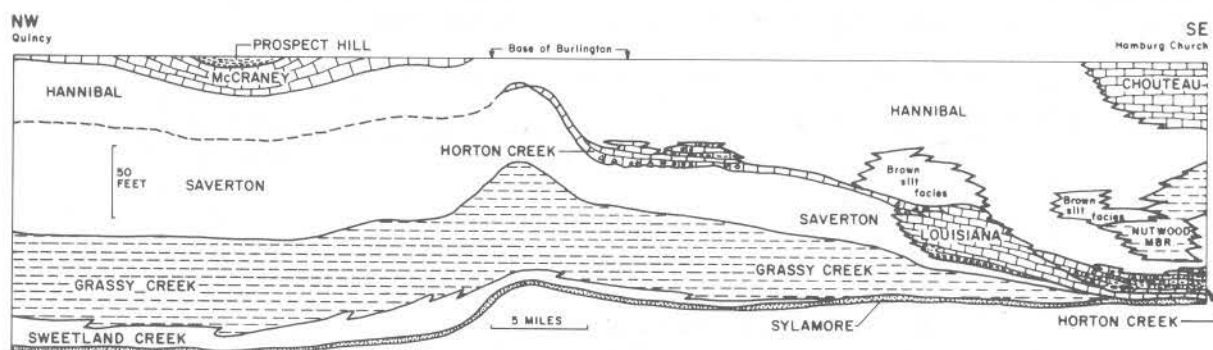 NW
Quincy
SE
Hamburg Church
PROSPECT HILL
Base of Burlington
McCRANEY
CHOUTEAU
HANNIBAL
HANNIBAL
HORTON CREEK
50
FEET
SAVERTON
Brown
silt
facies
SAVERTON
Brown
silt
facies
LOUISIANA
NUTWOOD
MBR.
GRASSY CREEK
GRASSY CREEK
5 MILES
SYLAMORE
HORTON CREEK
SWEETLAND CREEK